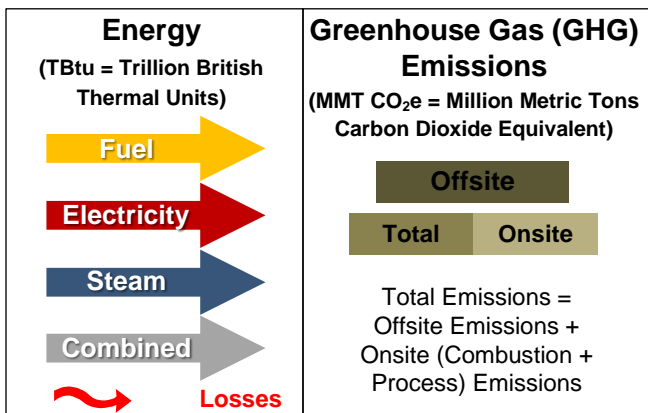 Energy
(TBtu = Trillion British
Thermal Units)
Fuel
Electricity
Steam
Combined
Losses
Greenhouse Gas (GHG)
Emissions
(MMT CO₂e = Million Metric Tons
Carbon Dioxide Equivalent)
Offsite
Total
Onsite
Total Emissions =
Offsite Emissions +
Onsite (Combustion +
Process) Emissions